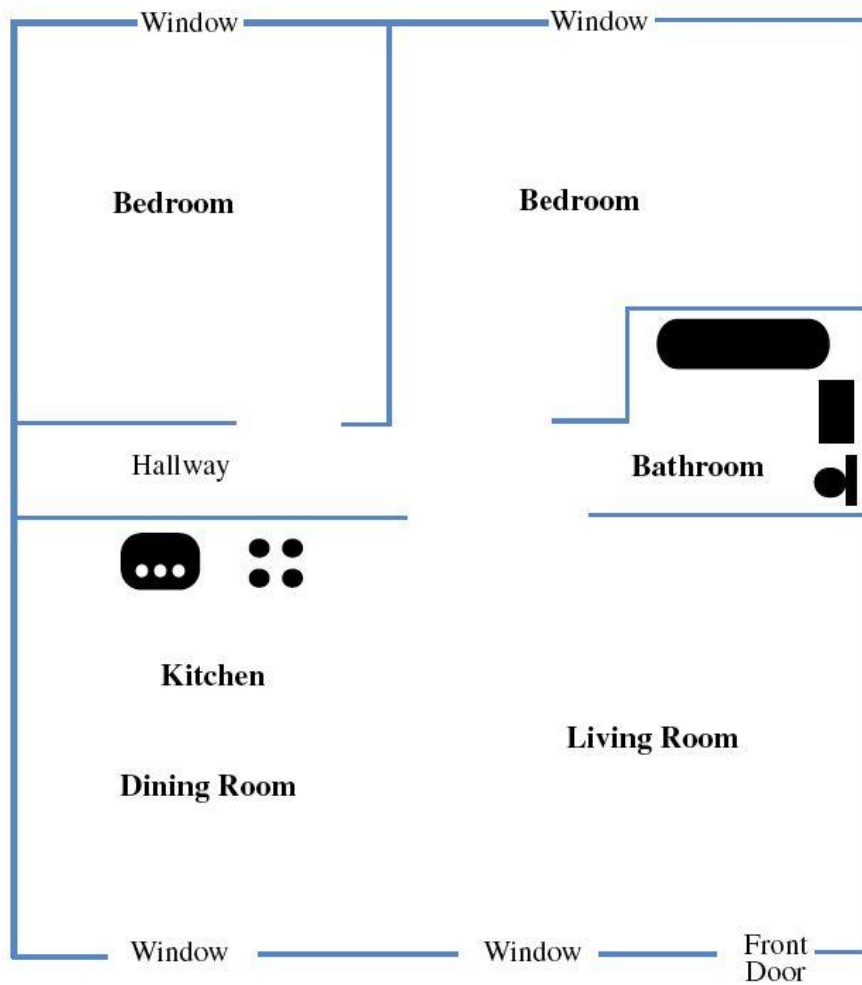 Window
Window
Bedroom
Bedroom
Hallway
Bathroom
Kitchen
Living Room
Dining Room
Window
Window
Front
Door